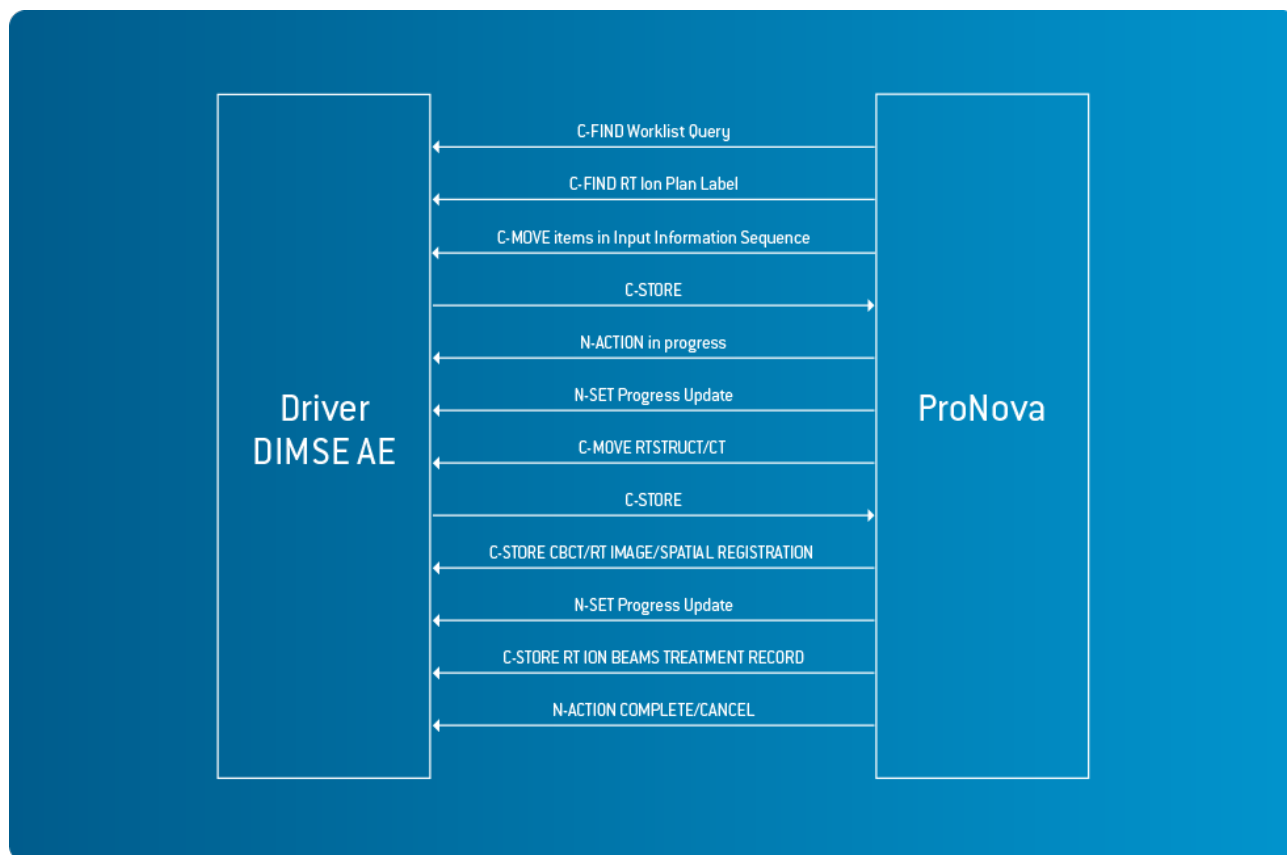 C-FIND Worklist Query
C-FIND RT Ion Plan Label
C-MOVE items in Input Information Sequence
C-STORE
N-ACTION in progress
N-SET Progress Update
Driver
DIMSE AE
ProNova
C-MOVE RTSTRUCT/CT
C-STORE
C-STORE CBCT/RT IMAGE/SPATIAL REGISTRATION
N-SET Progress Update
C-STORE RT ION BEAMS TREATMENT RECORD
N-ACTION COMPLETE/CANCEL